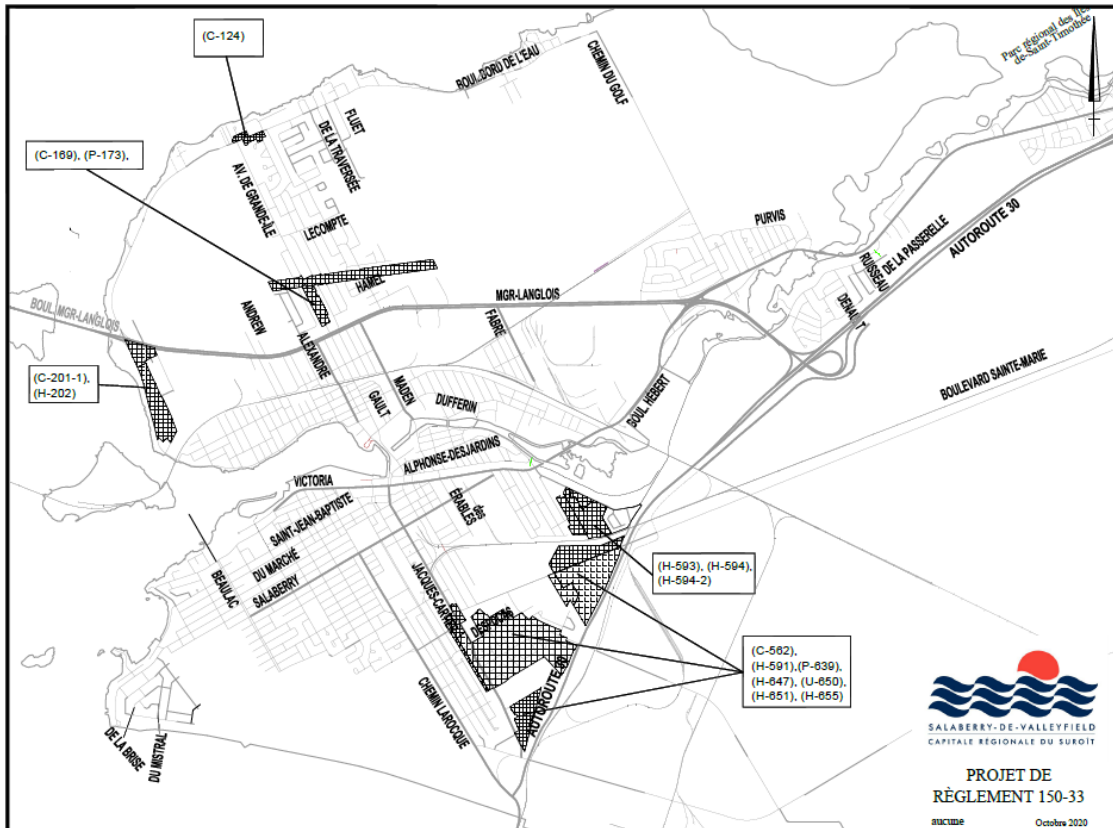 (C-124)
BOUL. BORD DE L'EAU
CHEMIN DU GOLF
Parc régional des Îles
de-Saint-Timothée
FLUET
DE LA TRAVERSÉE
(C-169), (P-173),
AV. DE GRANDE-ÎLE
LECOMPTE
PURVIS
DE LA PASSERELLE
RUISSEAU
AUTOROUTE 30
HAMEL
MGR-LANGLOIS
BOUL. MGR-LANGLOIS
ANDREW
ALEXANDRE
FABRE
DENAULT
(C-201-1),
(H-202)
MADEN
GAULT
DUFFERIN
BOUL. HÉBERT
BOULEVARD SAINTE-MARIE
ALPHONSE-DESJARDINS
VICTORIA
SAINT-JEAN-BAPTISTE
ÉRABLES
des
DU MARCHÉ
SALABERRY
BEAULAC
(H-593), (H-594),
(H-594-2)
JACQUES-CARTIER
(C-562),
(H-591),(P-639),
(H-647), (U-650),
(H-651), (H-655)
CHEMIN LAROCQUE
AUTOROUTE 30
DE LA BRISE
DU MISTRAL
SALABERRY-DE-VALLEYFIELD
CAPITALE RÉGIONALE DU SUROÎT
PROJET DE
RÈGLEMENT 150-33
aucune
Octobre 2020